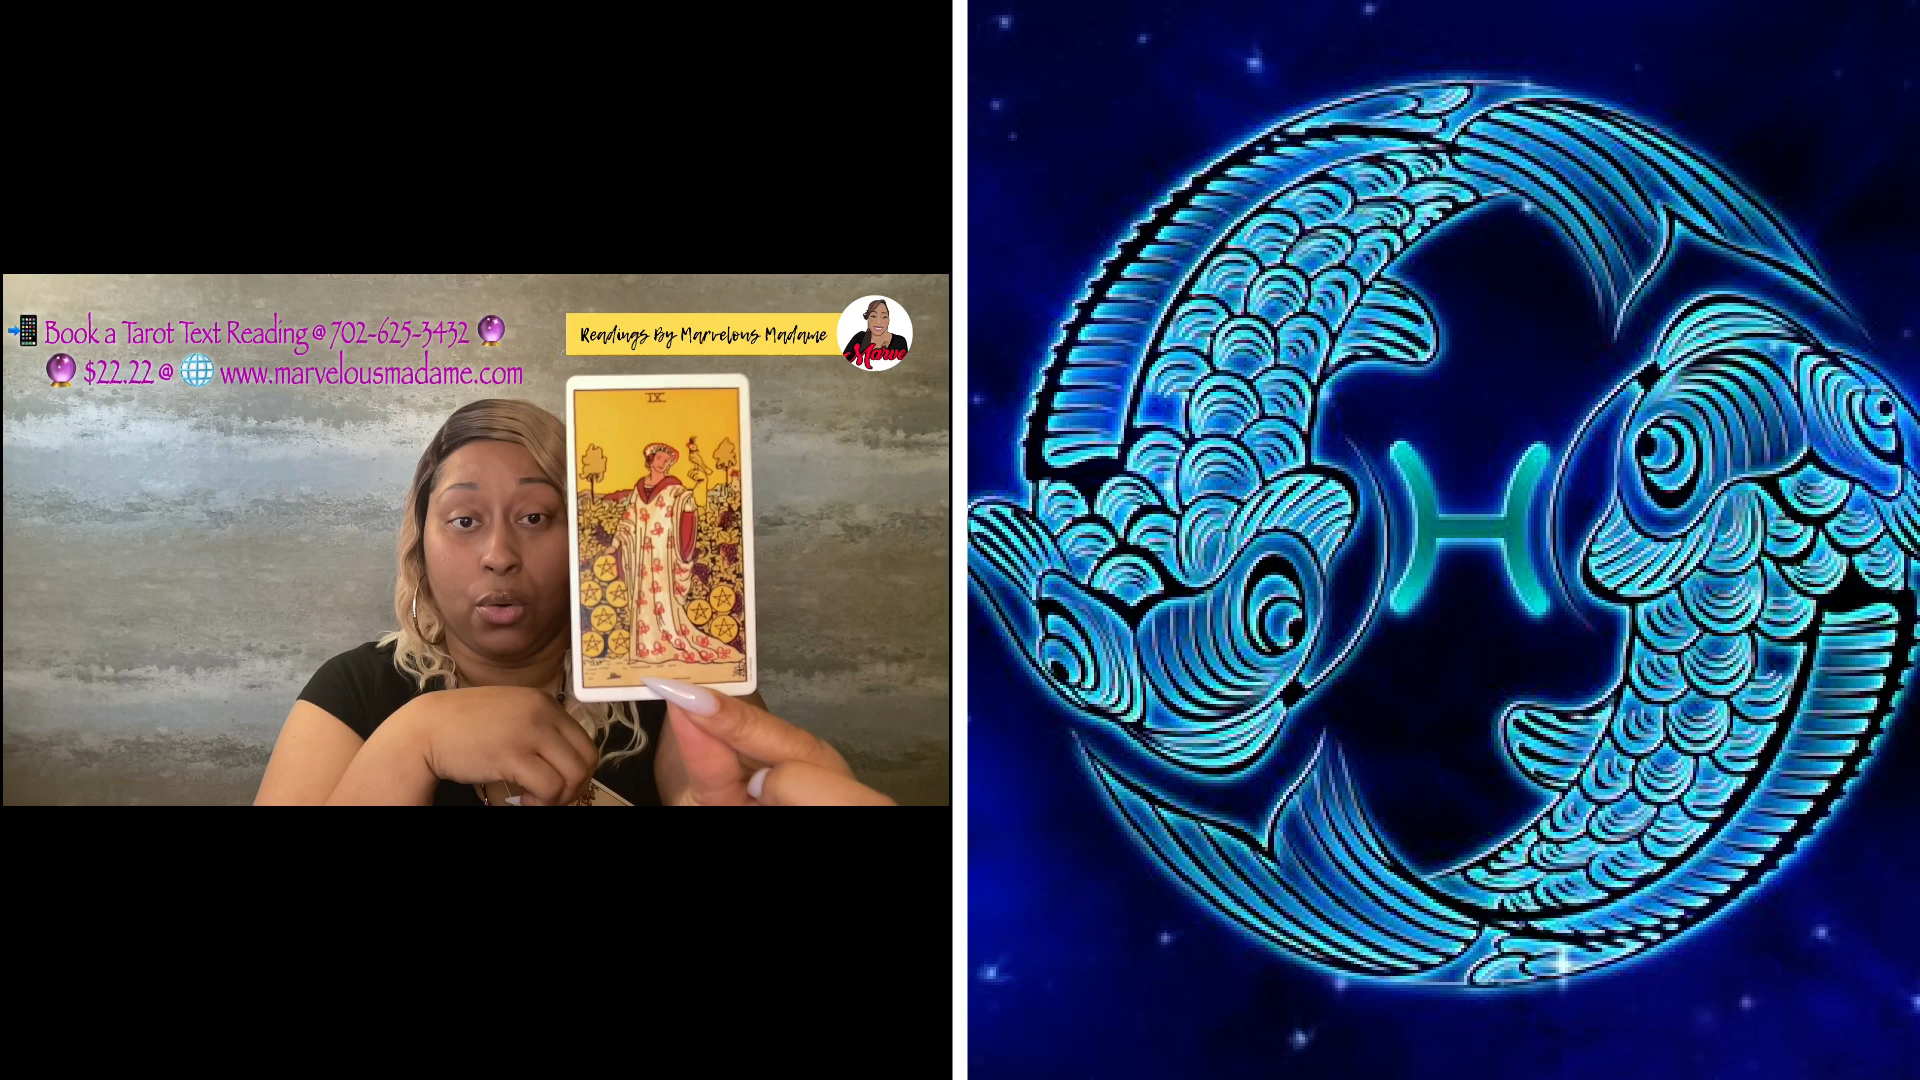 Book a Tarot Text Reading @ 702-625-3432
$22.22 @ www.marvelousmadame.com
Readings By Marvelous Madame
Marve
IX